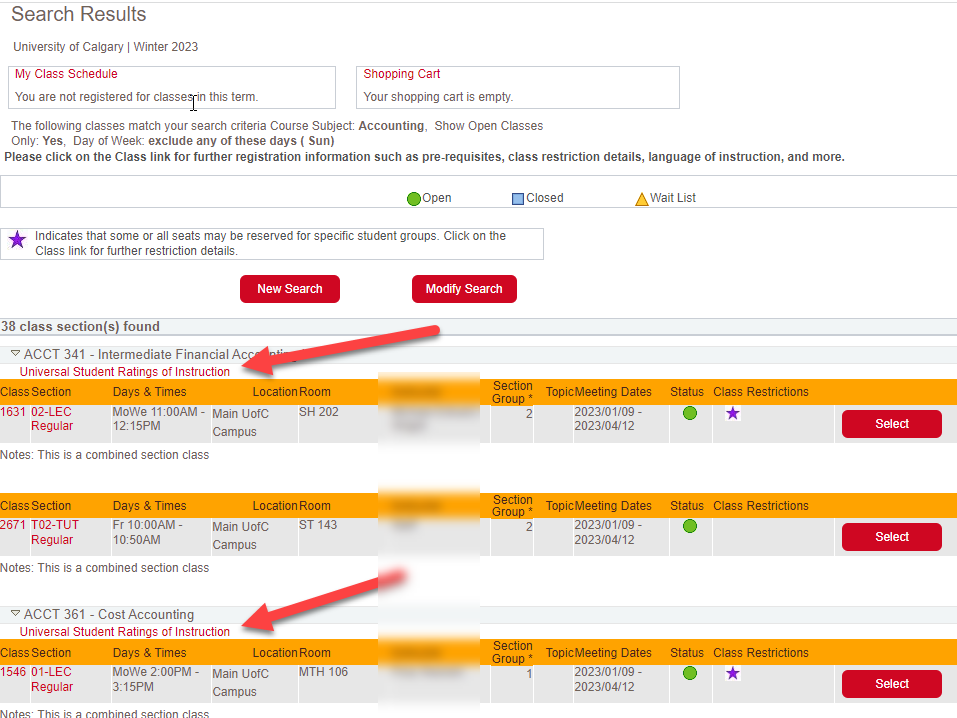 Search Results
University of Calgary | Winter 2023
My Class Schedule
You are not registered for classes in this term.
Shopping Cart
Your shopping cart is empty.
The following classes match your search criteria Course Subject: Accounting, Show Open Classes
Only: Yes, Day of Week: exclude any of these days ( Sun)
Please click on the Class link for further registration information such as pre-requisites, class restriction details, language of instruction, and more.
Open Closed Wait List
Indicates that some or all seats may be reserved for specific student groups. Click on the
Class link for further restriction details.
New Search Modify Search
38 class section(s) found
ACCT 341 - Intermediate Financial Accounting
Universal Student Ratings of Instruction
Class Section Days & Times Location Room Section Group * Topic Meeting Dates Status Class Restrictions
1631 02-LEC MoWe 11:00AM - Main UofC SH 202 2 2023/01/09 -
Regular 12:15PM Campus 2023/04/12 Select
Notes: This is a combined section class
Class Section Days & Times Location Room Section Group * Topic Meeting Dates Status Class Restrictions
2671 T02-TUT Fr 10:00AM - Main UofC ST 143 2 2023/01/09 -
Regular 10:50AM Campus 2023/04/12 Select
Notes: This is a combined section class
ACCT 361 - Cost Accounting
Universal Student Ratings of Instruction
Class Section Days & Times Location Room Section Group * Topic Meeting Dates Status Class Restrictions
1546 01-LEC MoWe 2:00PM - Main UofC MTH 106 1 2023/01/09 -
Regular 3:15PM Campus 2023/04/12 Select
Notes: This is a combined section class